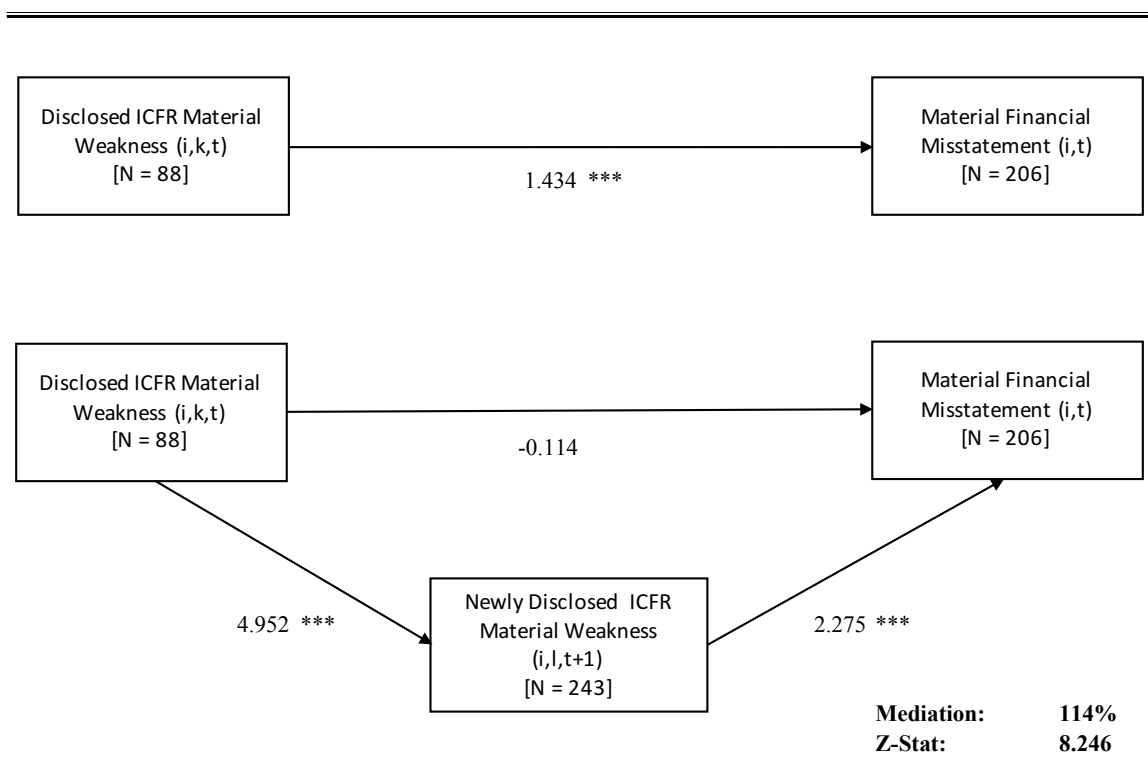 Disclosed ICFR Material
Weakness (i,k,t)
[N = 88]
1.434 ***
Material Financial
Misstatement (i,t)
[N = 206]
Disclosed ICFR Material
Weakness (i,k,t)
[N = 88]
-0.114
Material Financial
Misstatement (i,t)
[N = 206]
4.952 ***
Newly Disclosed ICFR
Material Weakness
(i,l,t+1)
[N = 243]
2.275 ***
Mediation: 114%
Z-Stat: 8.246